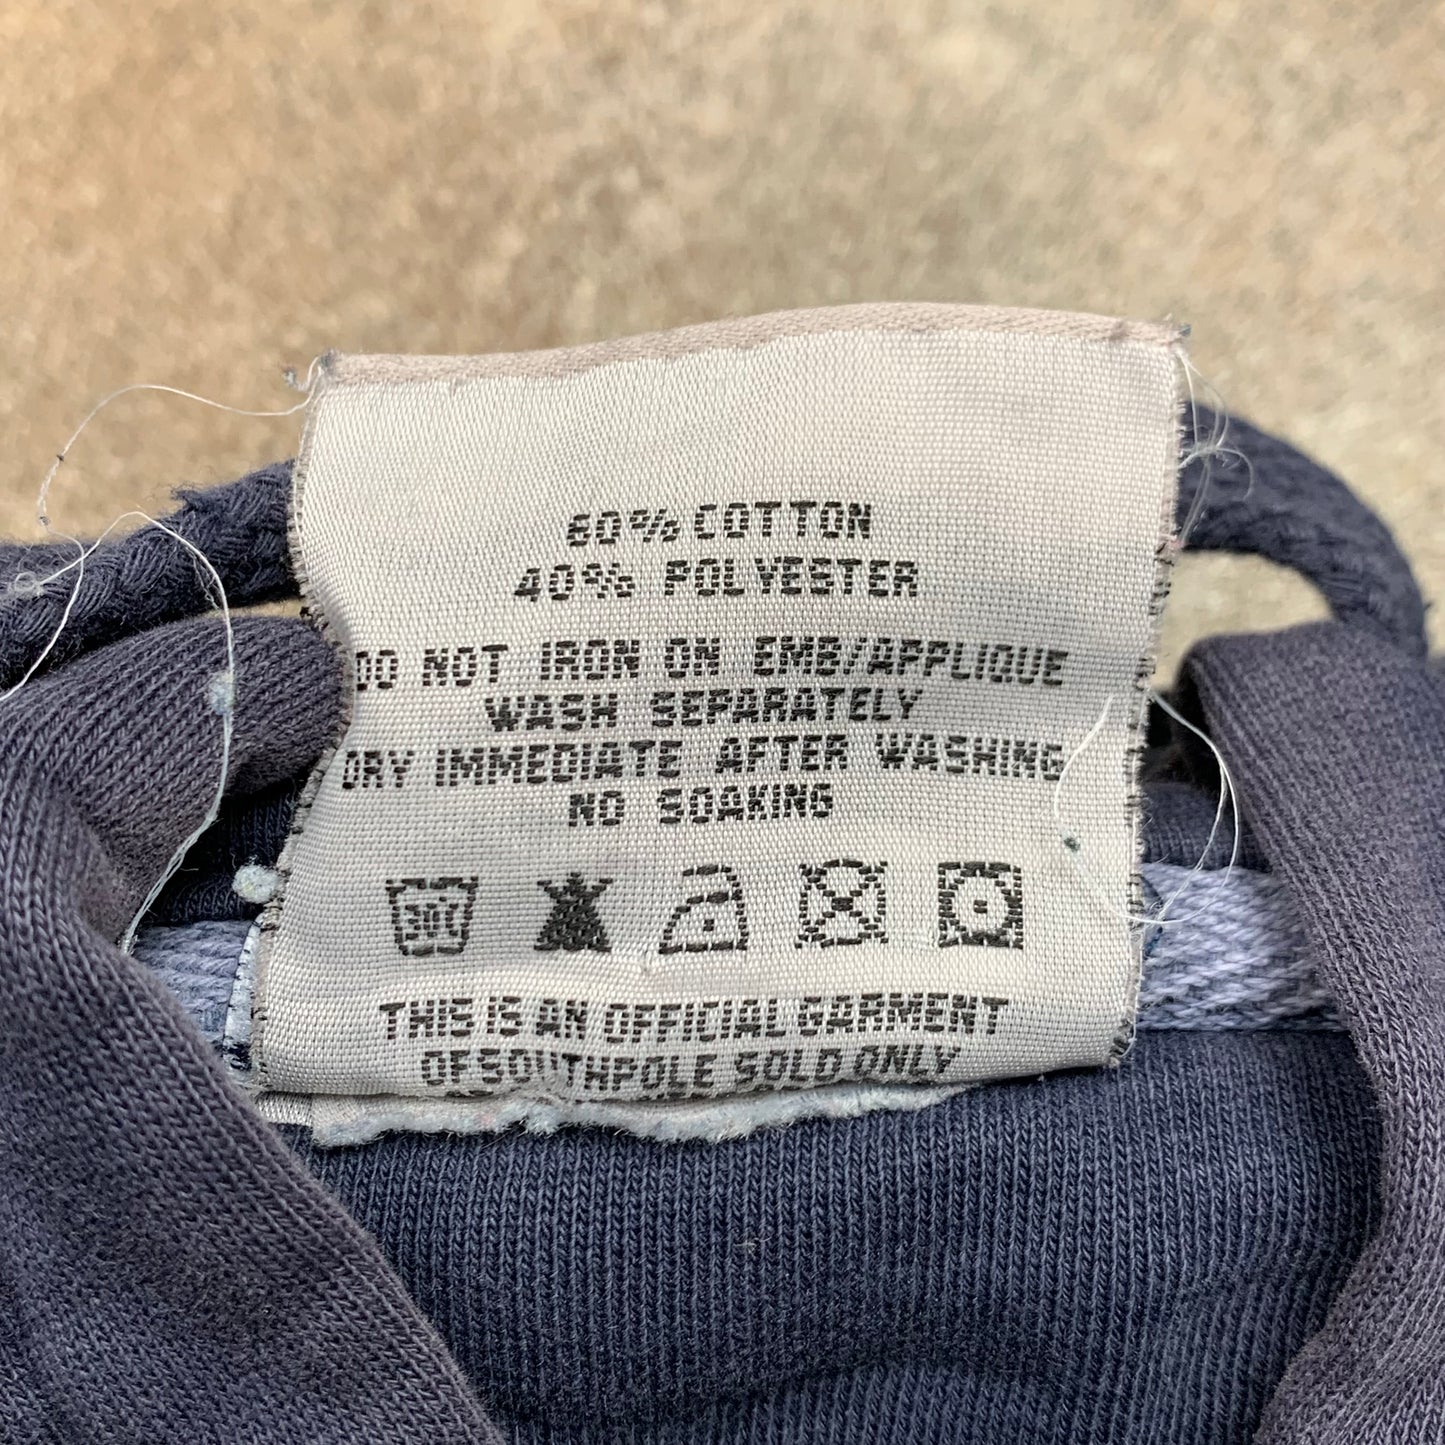 60% COTTON
40% POLYESTER
DO NOT IRON ON EMB/APPLIQUE
WASH SEPARATELY
DRY IMMEDIATE AFTER WASHING
NO SOAKING
30°C
THIS IS AN OFFICIAL GARMENT
OF SOUTHPOLE SOLD ONLY